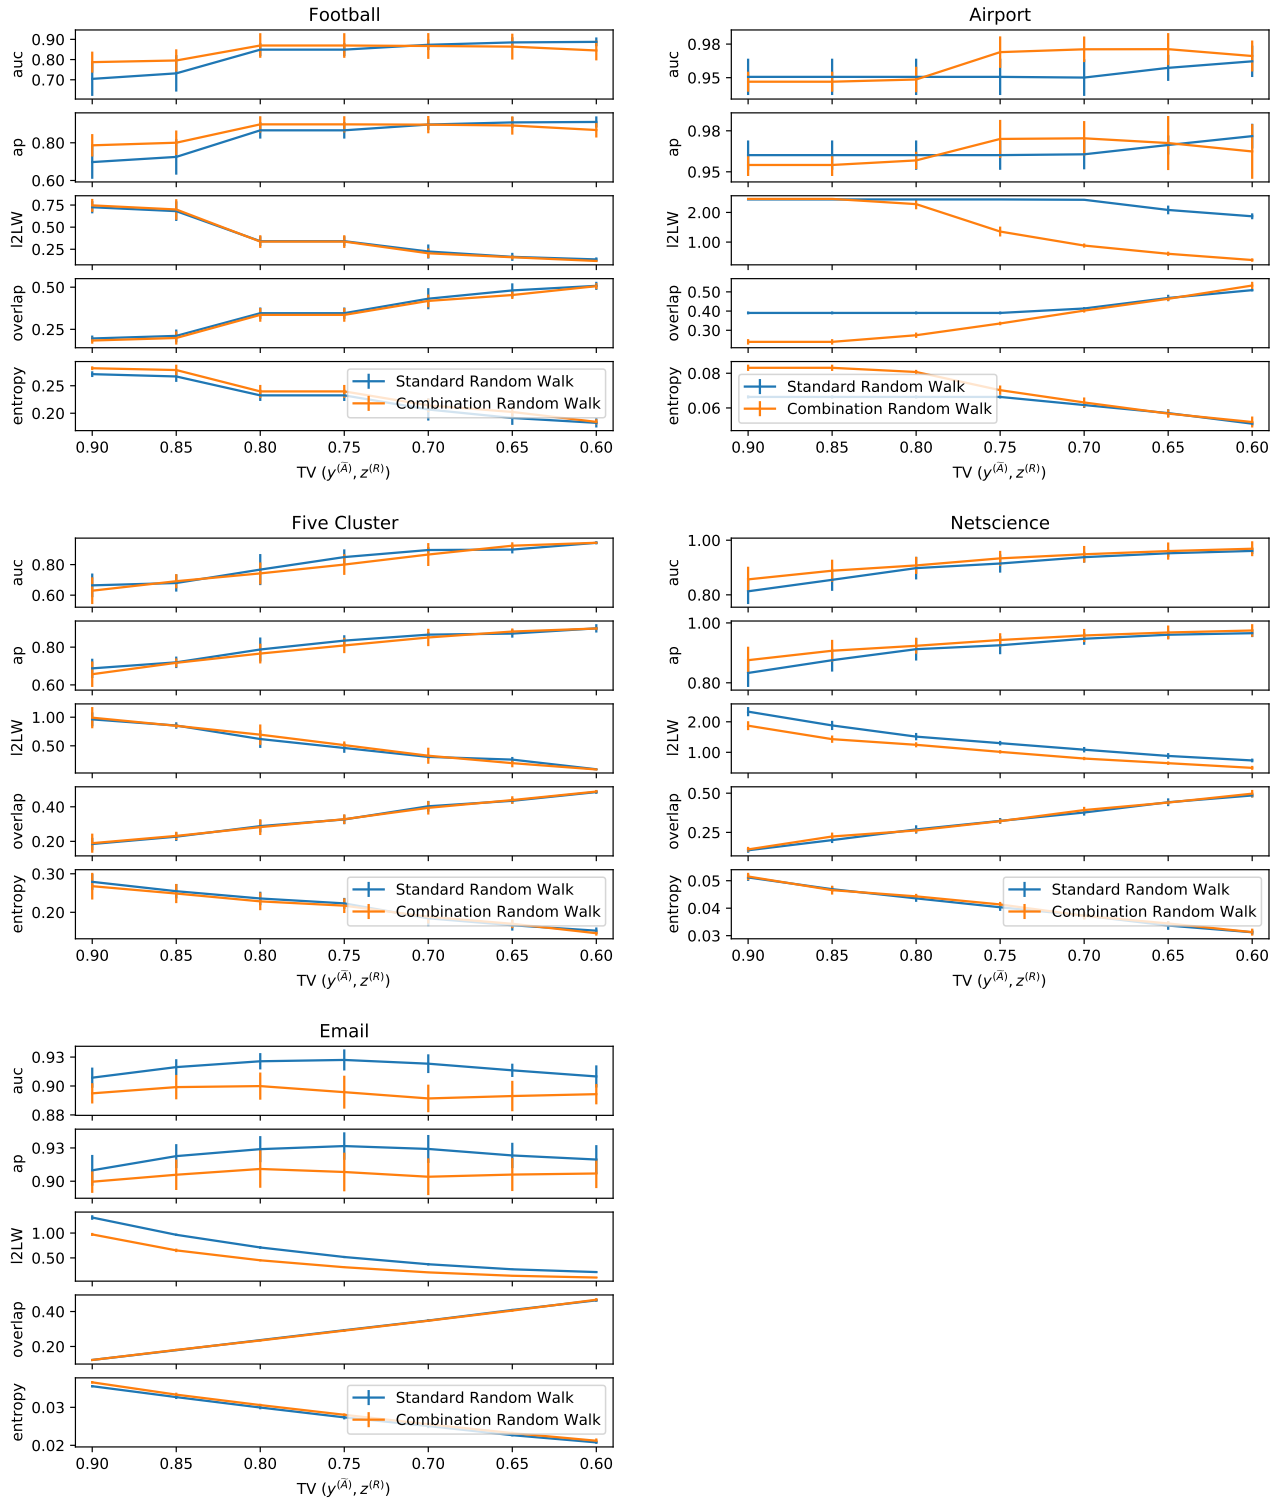 Football
0.90
0.80
0.70
auc
0.80
0.60
ap
0.75
0.50
0.25
l2LW
0.50
0.25
overlap
0.25
0.20
entropy
Standard Random Walk
Combination Random Walk
0.90 0.85 0.80 0.75 0.70 0.65 0.60
TV (y^(Ã), z^(R))
Airport
0.98
0.95
auc
0.98
0.95
ap
2.00
1.00
l2LW
0.50
0.30
overlap
0.08
0.06
entropy
Standard Random Walk
Combination Random Walk
0.90 0.85 0.80 0.75 0.70 0.65 0.60
TV (y^(Ã), z^(R))
Five Cluster
0.80
0.60
auc
0.80
0.60
ap
1.00
0.50
l2LW
0.40
0.20
overlap
0.30
0.20
entropy
Standard Random Walk
Combination Random Walk
0.90 0.85 0.80 0.75 0.70 0.65 0.60
TV (y^(Ã), z^(R))
Netscience
1.00
0.80
auc
1.00
0.80
ap
2.00
1.00
l2LW
0.50
0.25
overlap
0.05
0.04
0.03
entropy
Standard Random Walk
Combination Random Walk
0.90 0.85 0.80 0.75 0.70 0.65 0.60
TV (y^(Ã), z^(R))
Email
0.93
0.90
0.88
auc
0.93
0.90
ap
1.00
0.50
l2LW
0.40
0.20
overlap
0.03
0.02
entropy
Standard Random Walk
Combination Random Walk
0.90 0.85 0.80 0.75 0.70 0.65 0.60
TV (y^(Ã), z^(R))